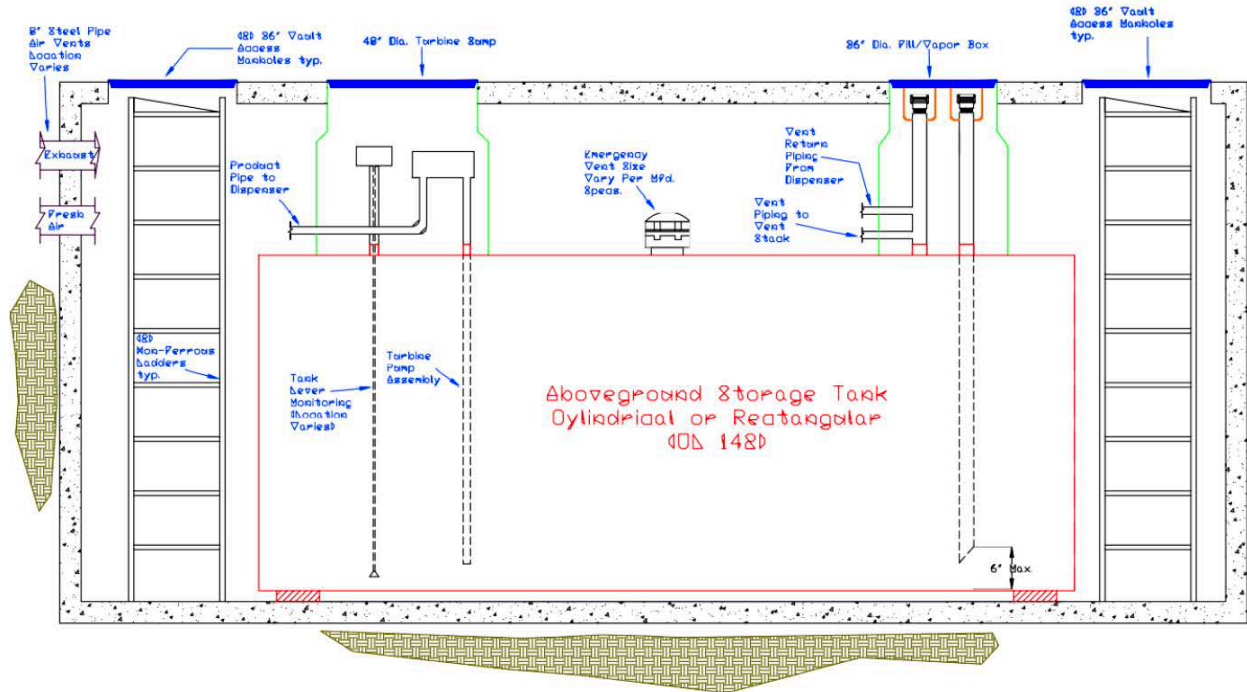 8" Steel Pipe
Air Vents
Location
Varies
(2) 36" Vault
Access
Manholes typ.
48" Dia. Turbine Sump
36" Dia. Fill/Vapor Box
(2) 36" Vault
Access Manholes
typ.
Exhaust
Fresh
Air
Product
Pipe to
Dispenser
Emergency
Vent Size
Vary Per Mfd.
Specs.
Vent
Return
Piping
From
Dispenser
Vent
Piping to
Vent
Stack
(2)
Non-Ferrous
Ladders
typ.
Tank
Lever
Monitoring
(Location
Varies)
Turbine
Pump
Assembly
Aboveground Storage Tank
Cylindrical or Rectangular
(UL 142)
6" Max.